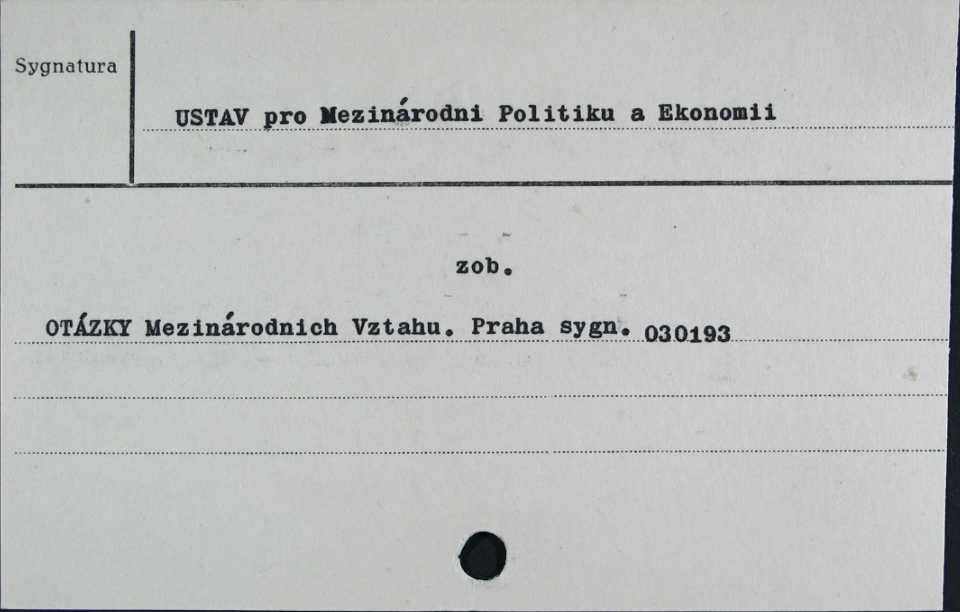 Sygnatura
USTAV pro Mezinárodni Politiku a Ekonomii
zob.
OTÁZKY Mezinárodnich Vztahu. Praha sygn. 030193